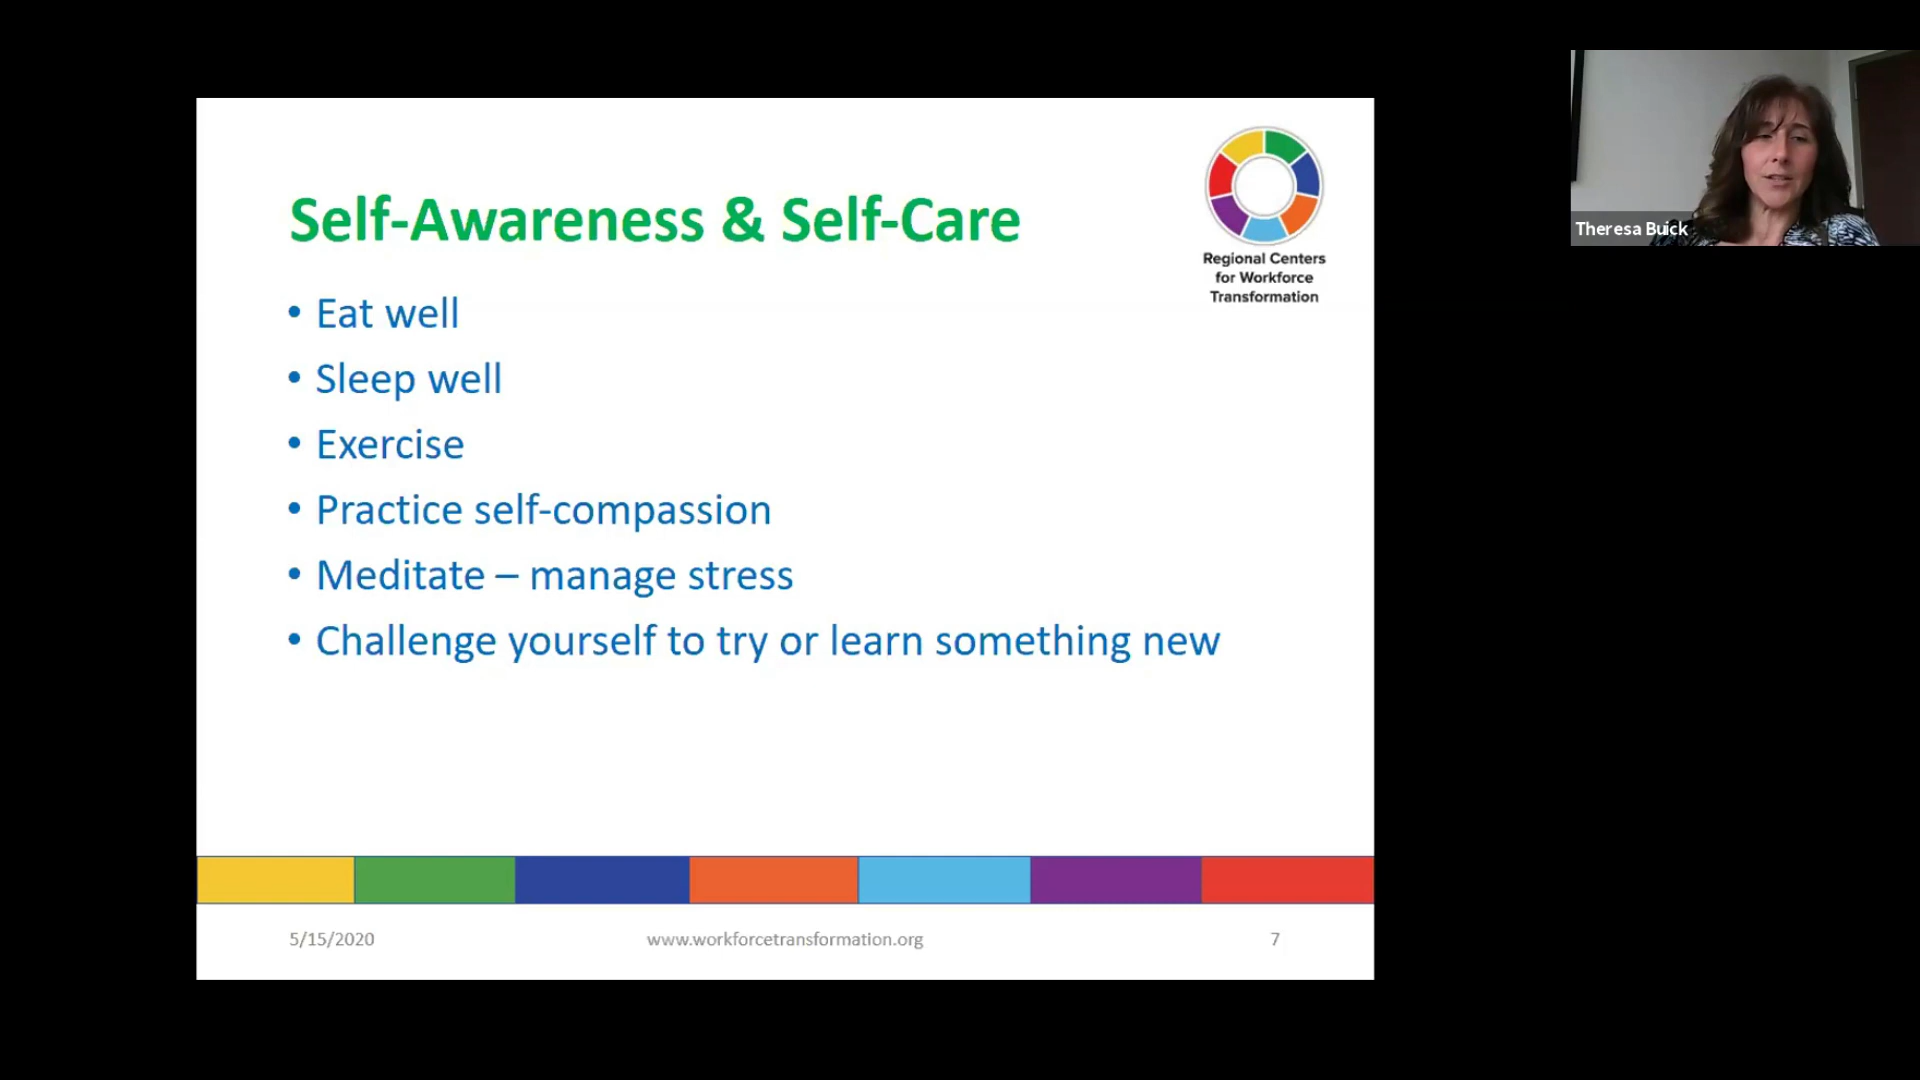 Self-Awareness & Self-Care
• Eat well
• Sleep well
• Exercise
• Practice self-compassion
• Meditate – manage stress
• Challenge yourself to try or learn something new
Regional Centers
for Workforce
Transformation
5/15/2020
www.workforcetransformation.org
7
Theresa Buick